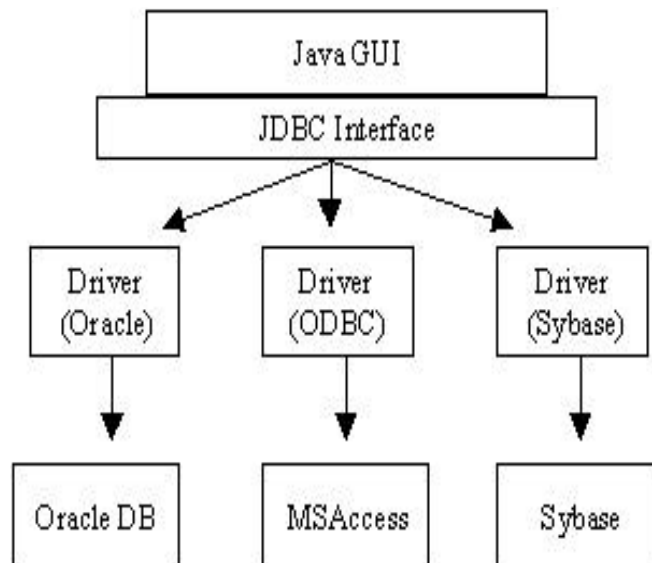 Java GUI
JDBC Interface
Driver
(Oracle)
Driver
(ODBC)
Driver
(Sybase)
Oracle DB
MSAccess
Sybase